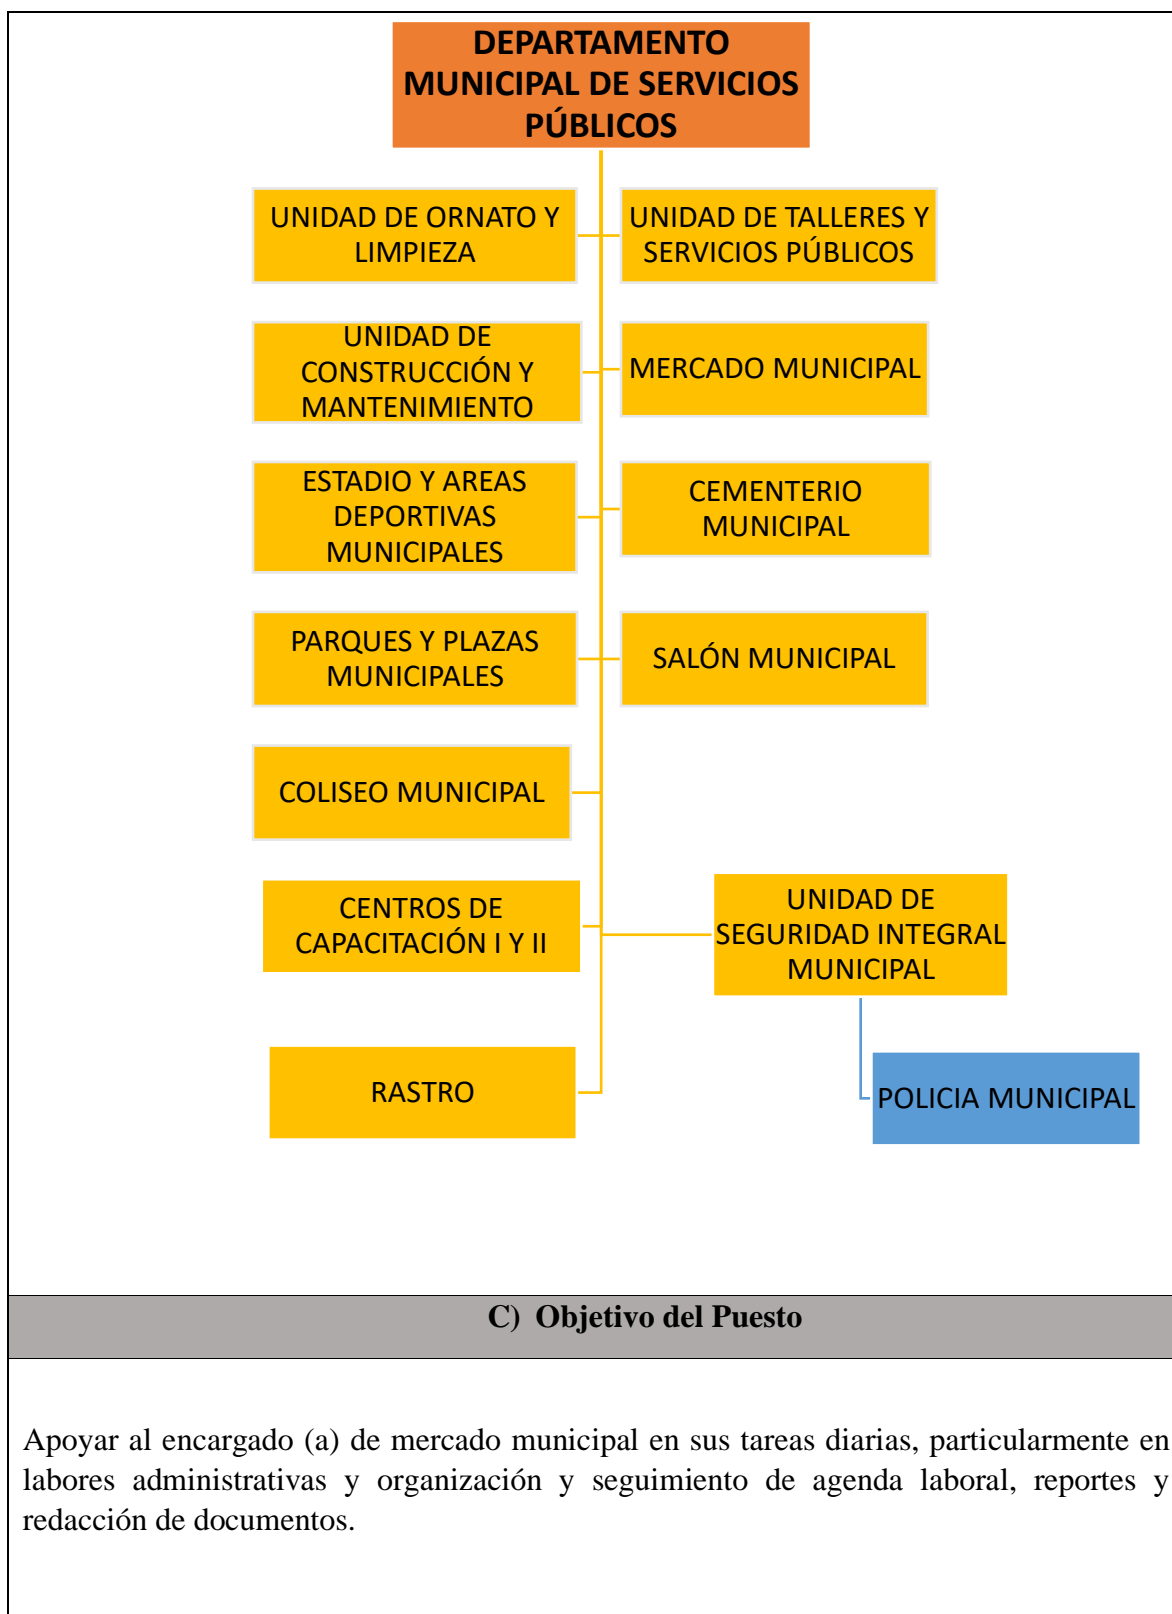 DEPARTAMENTO
MUNICIPAL DE SERVICIOS
PÚBLICOS
UNIDAD DE ORNATO Y
LIMPIEZA
UNIDAD DE TALLERES Y
SERVICIOS PÚBLICOS
UNIDAD DE
CONSTRUCCIÓN Y
MANTENIMIENTO
MERCADO MUNICIPAL
ESTADIO Y AREAS
DEPORTIVAS
MUNICIPALES
CEMENTERIO
MUNICIPAL
PARQUES Y PLAZAS
MUNICIPALES
SALÓN MUNICIPAL
COLISEO MUNICIPAL
CENTROS DE
CAPACITACIÓN I Y II
UNIDAD DE
SEGURIDAD INTEGRAL
MUNICIPAL
RASTRO
POLICIA MUNICIPAL
C) Objetivo del Puesto
Apoyar al encargado (a) de mercado municipal en sus tareas diarias, particularmente en
labores administrativas y organización y seguimiento de agenda laboral, reportes y
redacción de documentos.